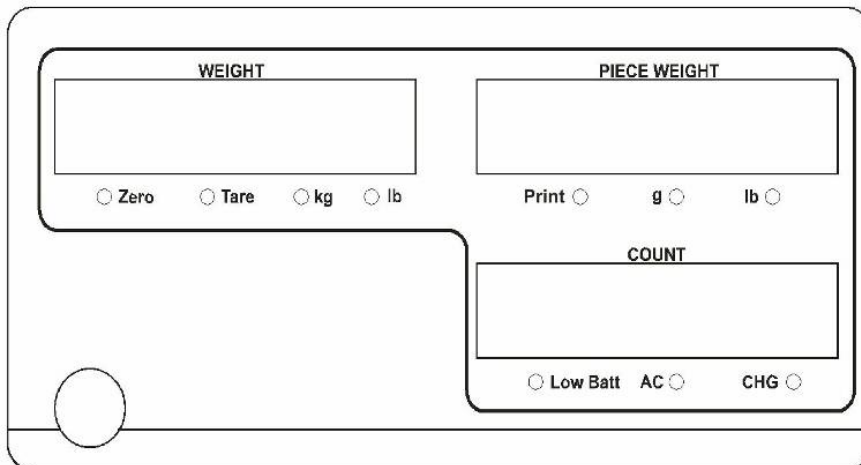 WEIGHT
PIECE WEIGHT
Zero Tare kg lb
Print g lb
COUNT
Low Batt AC CHG